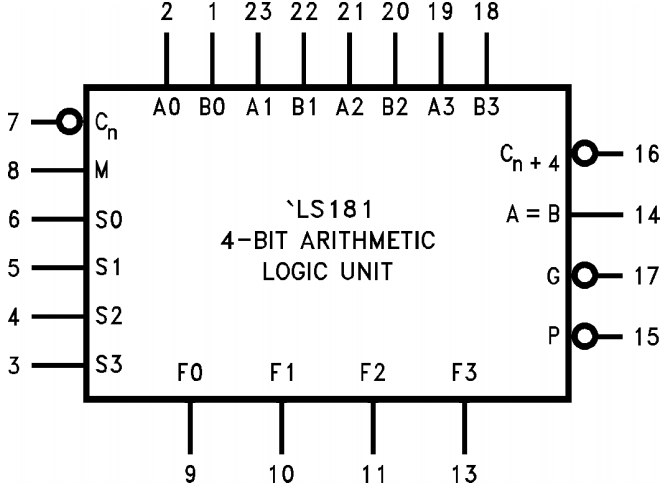 2 1 23 22 21 20 19 18
A0 B0 A1 B1 A2 B2 A3 B3
7 Cn
Cn + 4 16
8 M
`LS181
A = B 14
6 S0
4-BIT ARITHMETIC
LOGIC UNIT
5 S1
G 17
4 S2
P 15
3 S3
F0 F1 F2 F3
9 10 11 13